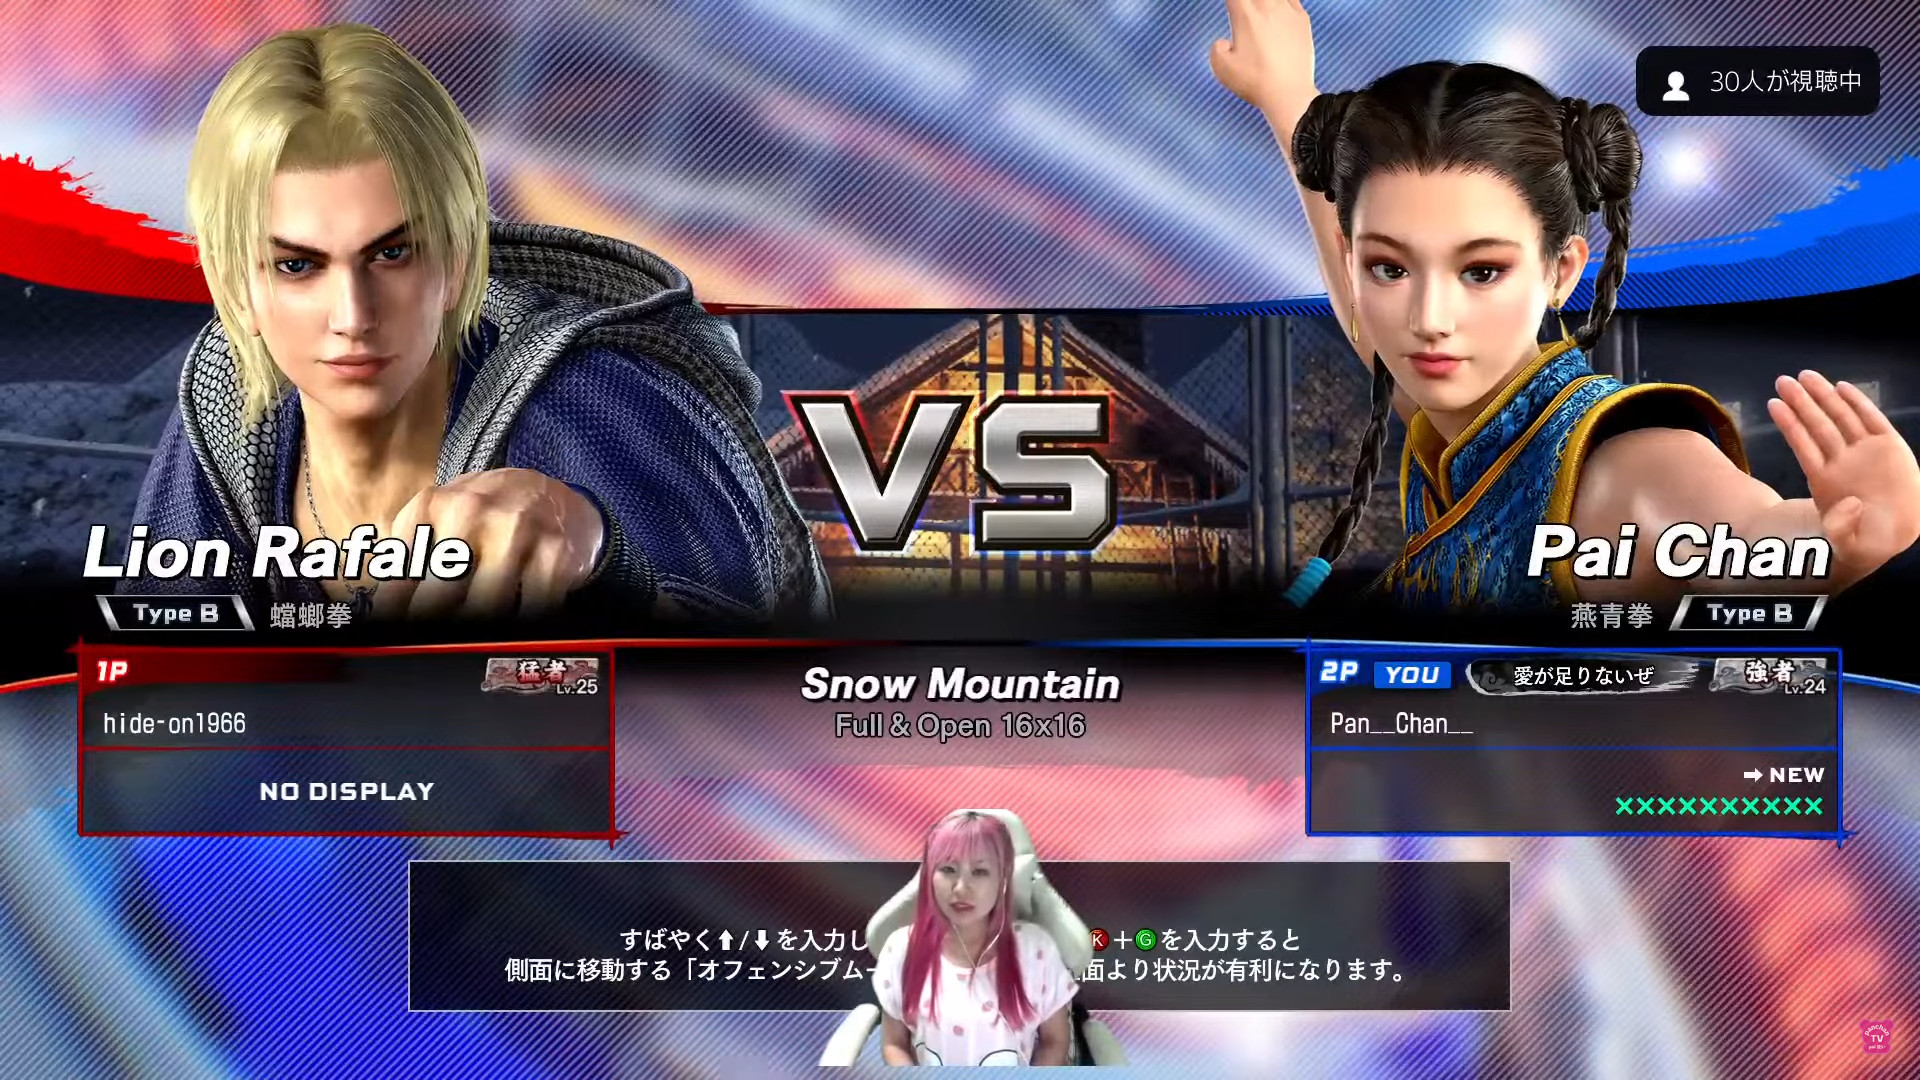 30人が視聴中
VS
Lion Rafale
Type B 蟷螂拳
Pai Chan
燕青拳 Type B
1P 猛者 Lv.25
hide-on1966
NO DISPLAY
Snow Mountain
Full & Open 16x16
2P YOU 愛が足りないぜ 強者 Lv.24
Pan__Chan__
➡ NEW
××××××××××
すばやく⬆/⬇を入力し K+Gを入力すると
側面に移動する「オフェンシブム 面より状況が有利になります。
panchan
TV